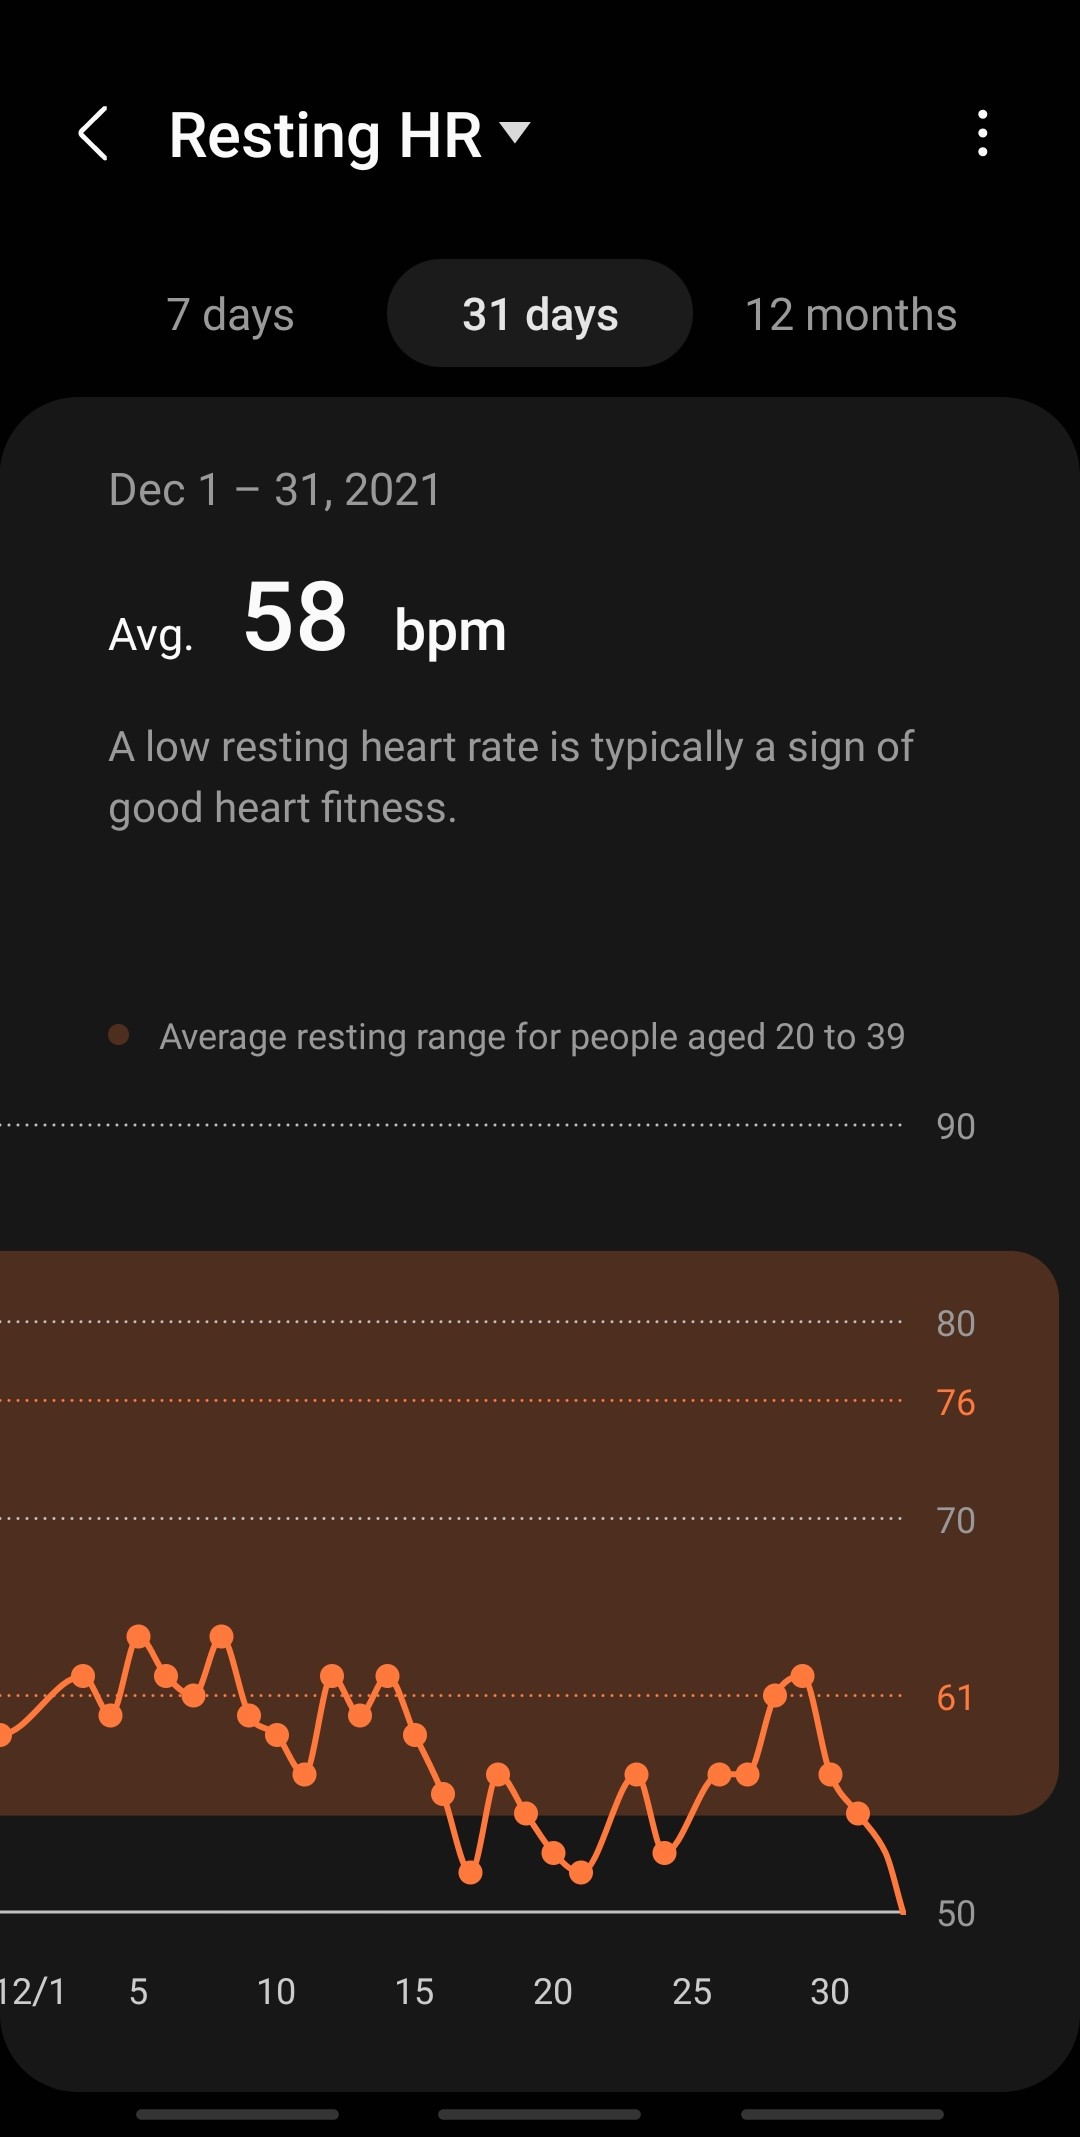 Resting HR
7 days 31 days 12 months
Dec 1 – 31, 2021
Avg. 58 bpm
A low resting heart rate is typically a sign of
good heart fitness.
Average resting range for people aged 20 to 39
90
80
76
70
61
50
12/1 5 10 15 20 25 30